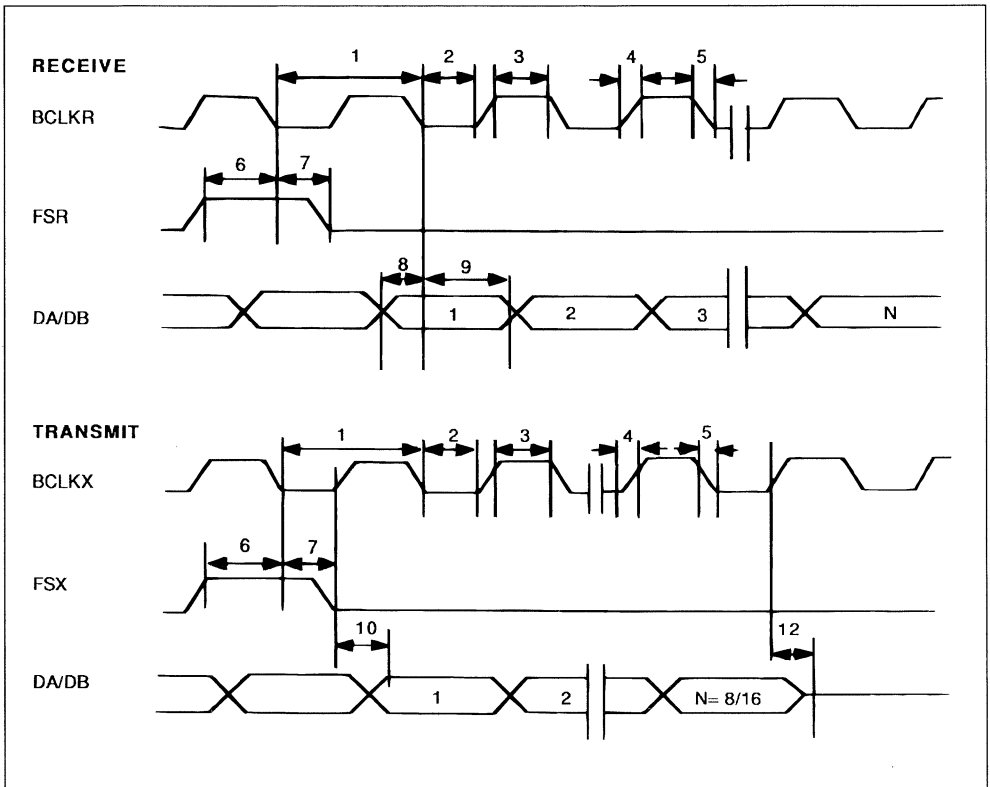 RECEIVE
1 2 3 4 5
BCLKR
6 7
FSR
8 9
DA/DB 1 2 3 N
TRANSMIT
1 2 3 4 5
BCLKX
6 7
FSX
10 12
DA/DB 1 2 N= 8/16